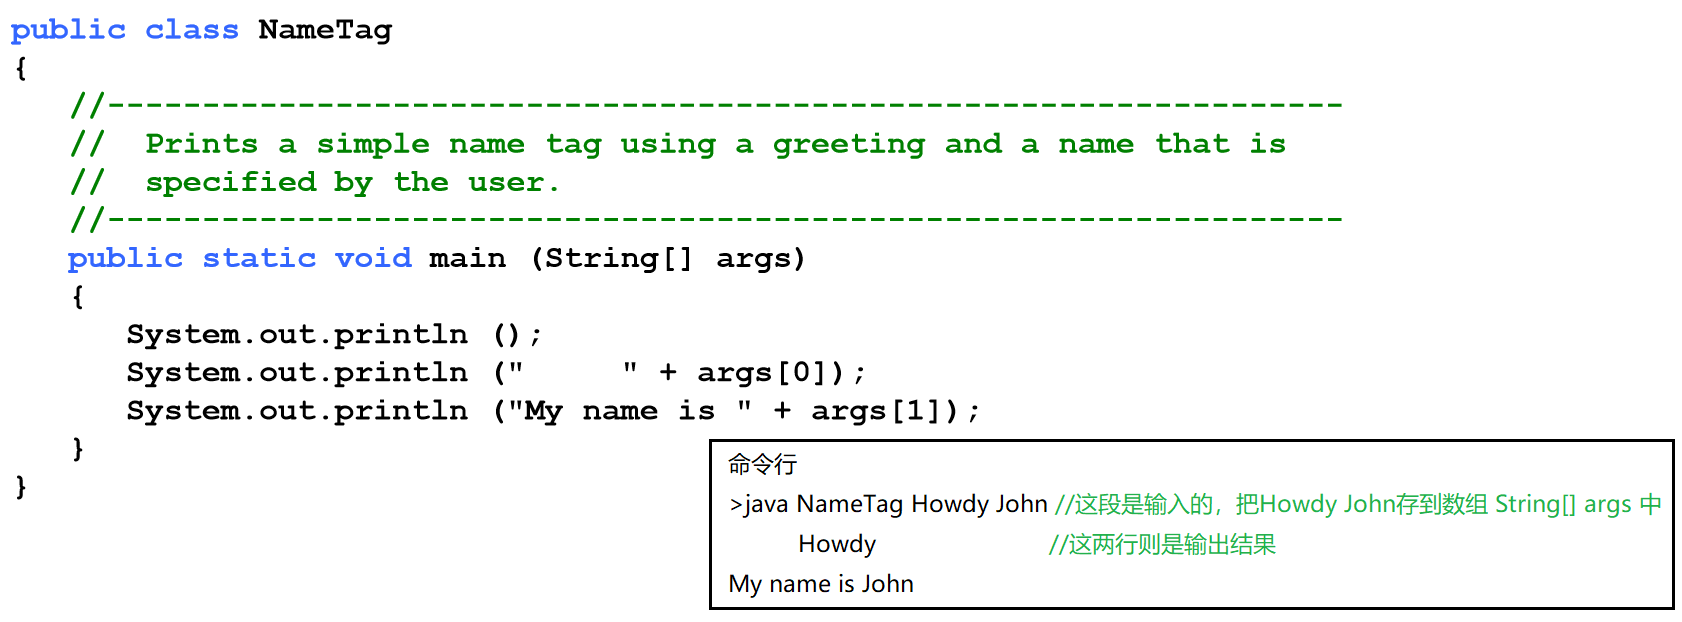 public class NameTag
{
//------------------------------------------------------------------
// Prints a simple name tag using a greeting and a name that is
// specified by the user.
//------------------------------------------------------------------
public static void main (String[] args)
{
System.out.println ();
System.out.println ("     " + args[0]);
System.out.println ("My name is " + args[1]);
}
}
命令行
>java NameTag Howdy John //这段是输入的，把Howdy John存到数组 String[] args 中
Howdy //这两行则是输出结果
My name is John